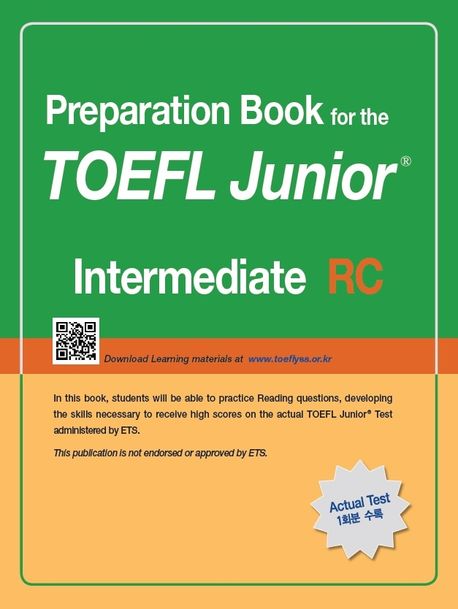 Preparation Book for the
TOEFL Junior®
Intermediate RC
Download Learning materials at www.toeflyss.or.kr
In this book, students will be able to practice Reading questions, developing
the skills necessary to receive high scores on the actual TOEFL Junior® Test
administered by ETS.
This publication is not endorsed or approved by ETS.
Actual Test
1회분 수록